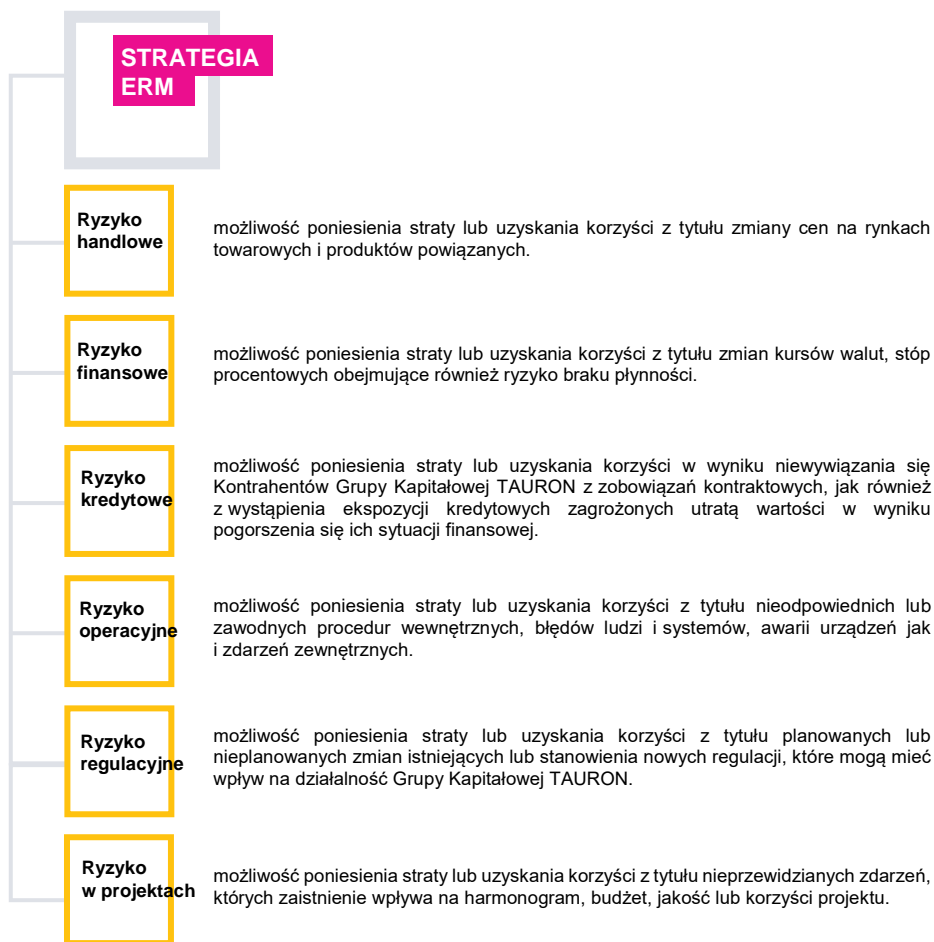 STRATEGIA
ERM
Ryzyko
handlowe
możliwość poniesienia straty lub uzyskania korzyści z tytułu zmiany cen na rynkach
towarowych i produktów powiązanych.
Ryzyko
finansowe
możliwość poniesienia straty lub uzyskania korzyści z tytułu zmian kursów walut, stóp
procentowych obejmujące również ryzyko braku płynności.
Ryzyko
kredytowe
możliwość poniesienia straty lub uzyskania korzyści w wyniku niewywiązania się
Kontrahentów Grupy Kapitałowej TAURON z zobowiązań kontraktowych, jak również
z wystąpienia ekspozycji kredytowych zagrożonych utratą wartości w wyniku
pogorszenia się ich sytuacji finansowej.
Ryzyko
operacyjne
możliwość poniesienia straty lub uzyskania korzyści z tytułu nieodpowiednich lub
zawodnych procedur wewnętrznych, błędów ludzi i systemów, awarii urządzeń jak
i zdarzeń zewnętrznych.
Ryzyko
regulacyjne
możliwość poniesienia straty lub uzyskania korzyści z tytułu planowanych lub
nieplanowanych zmian istniejących lub stanowienia nowych regulacji, które mogą mieć
wpływ na działalność Grupy Kapitałowej TAURON.
Ryzyko
w projektach
możliwość poniesienia straty lub uzyskania korzyści z tytułu nieprzewidzianych zdarzeń,
których zaistnienie wpływa na harmonogram, budżet, jakość lub korzyści projektu.